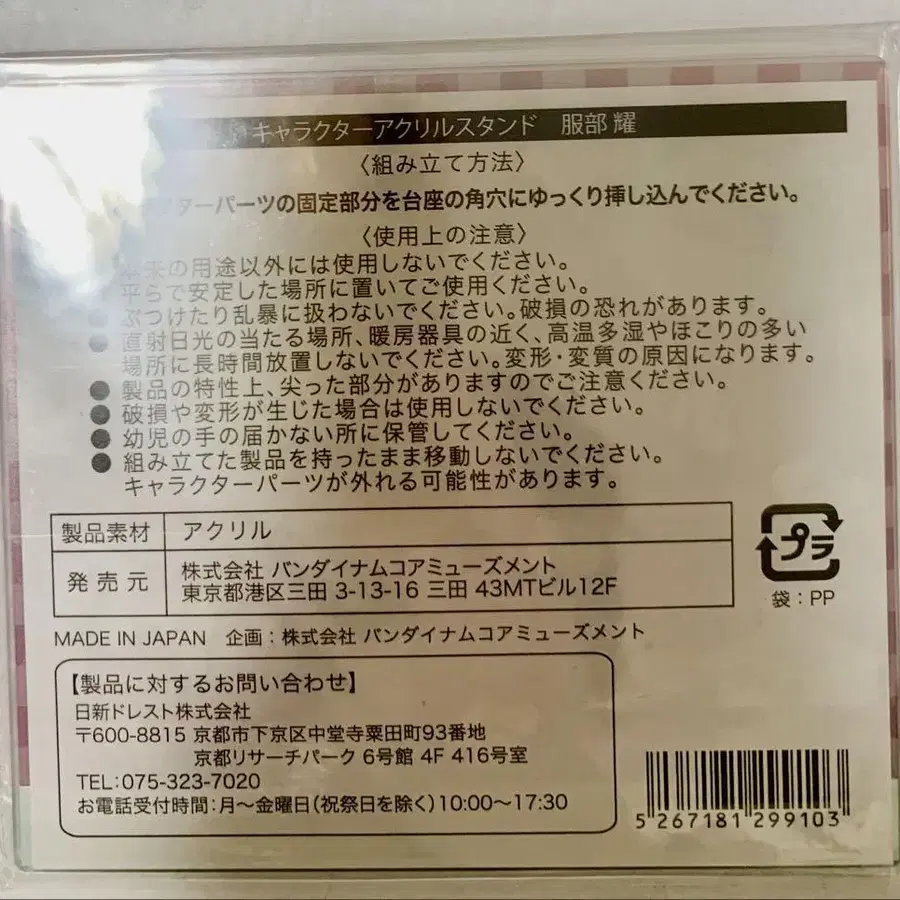 キャラクターアクリルスタンド 服部 耀
〈組み立て方法〉
ターパーツの固定部分を台座の角穴にゆっくり挿し込んでください。
〈使用上の注意〉
本来の用途以外には使用しないでください。
平らで安定した場所に置いてご使用ください。
ぶつけたり乱暴に扱わないでください。破損の恐れがあります。
● 直射日光の当たる場所、暖房器具の近く、高温多湿やほこりの多い
場所に長時間放置しないでください。変形・変質の原因になります。
● 製品の特性上、尖った部分がありますのでご注意ください。
● 破損や変形が生じた場合は使用しないでください。
● 幼児の手の届かない所に保管してください。
● 組み立てた製品を持ったまま移動しないでください。
キャラクターパーツが外れる可能性があります。
製品素材 アクリル
発売元 株式会社 バンダイナムコアミューズメント
東京都港区三田 3-13-16 三田 43MTビル12F
プラ
袋：PP
MADE IN JAPAN 企画：株式会社 バンダイナムコアミューズメント
【製品に対するお問い合わせ】
日新ドレスト株式会社
〒600-8815 京都市下京区中堂寺粟田町93番地
京都リサーチパーク 6号館 4F 416号室
TEL:075-323-7020
お電話受付時間：月〜金曜日（祝祭日を除く）10:00〜17:30
5 267181 299103